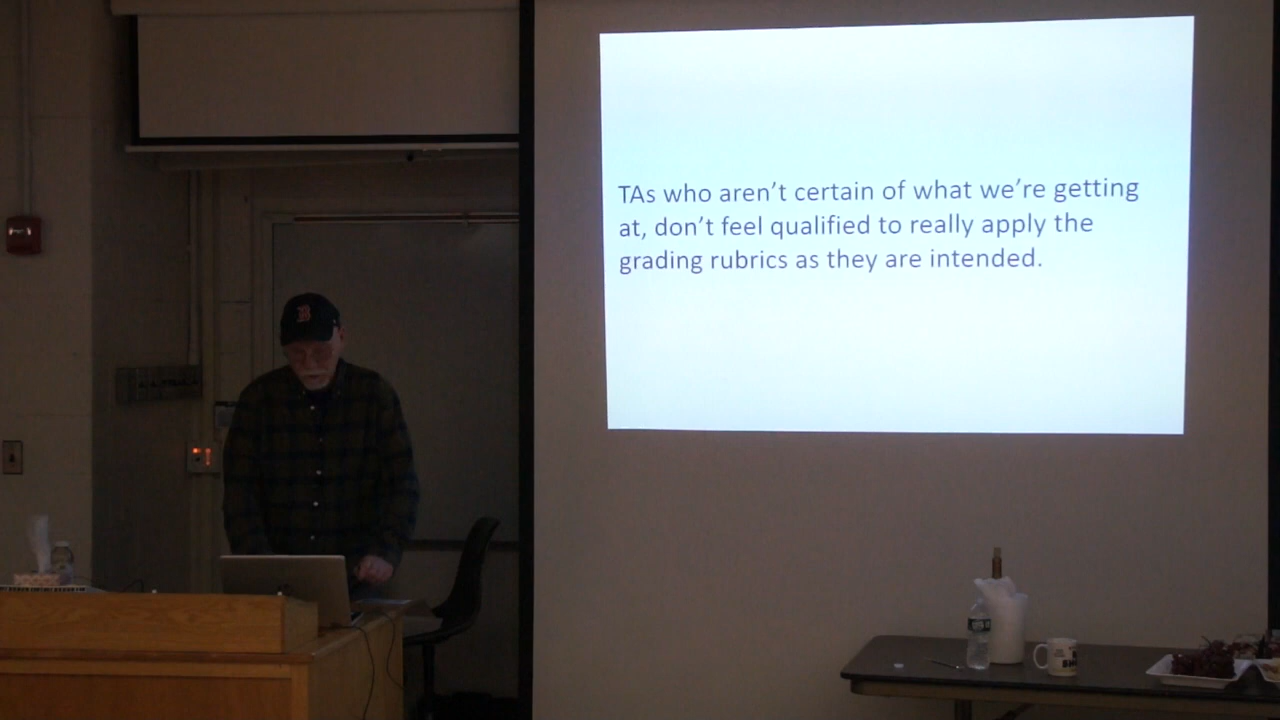 TAs who aren’t certain of what we’re getting
at, don’t feel qualified to really apply the
grading rubrics as they are intended.
B